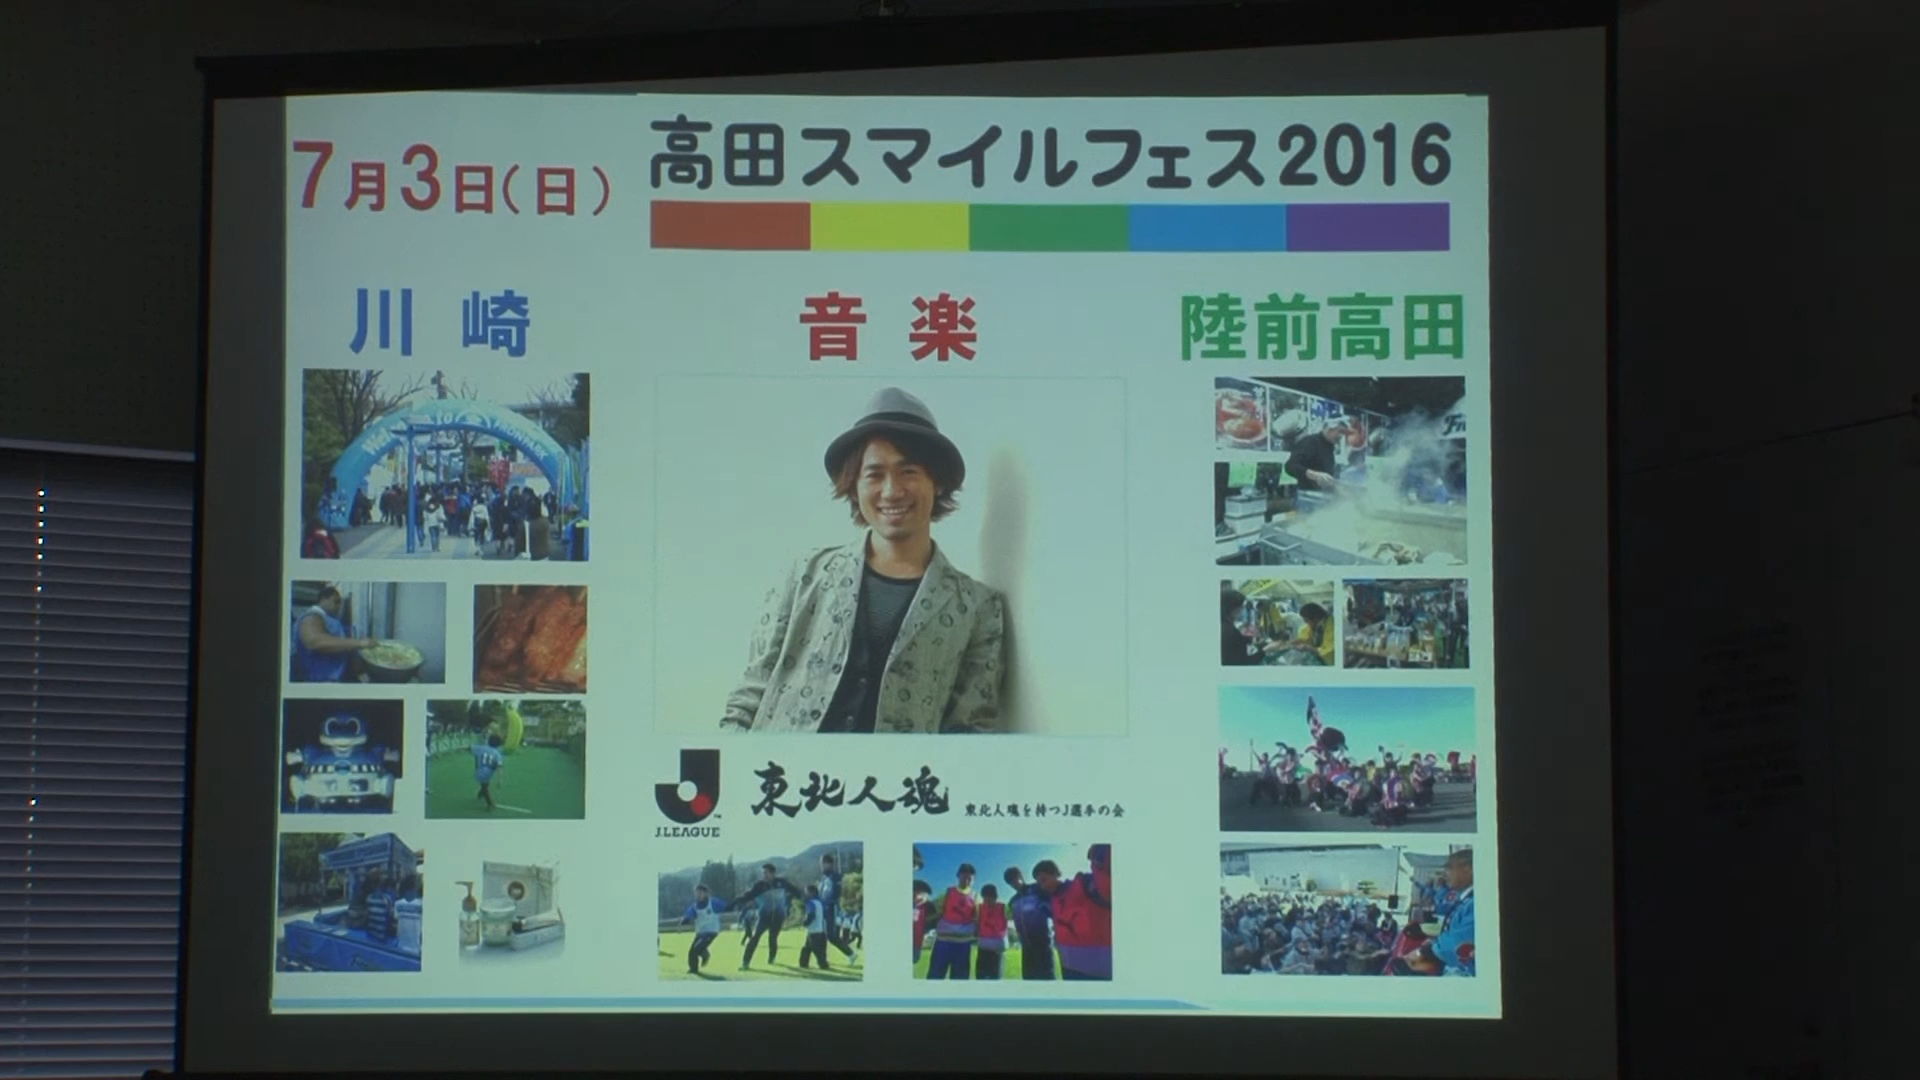 7月3日(日)
高田スマイルフェス2016
川崎
音楽
陸前高田
J.LEAGUE
東北人魂
東北人魂を持つJ選手の会